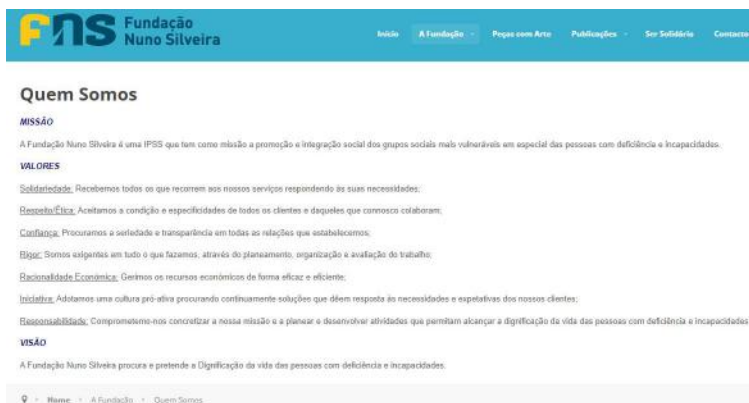 FNS Fundação
Nuno Silveira
Início A Fundação Peças com Arte Publicações Ser Solidário Contacto
Quem Somos
MISSÃO
A Fundação Nuno Silveira é uma IPSS que tem como missão a promoção e integração social dos grupos sociais mais vulneráveis em especial das pessoas com deficiência e incapacidades.
VALORES
Solidariedade: Recebemos todos os que recorrem aos nossos serviços respondendo às suas necessidades;
Respeito/Ética: Aceitamos a condição e especificidades de todos os clientes e daqueles que connosco colaboram;
Confiança: Procuramos a seriedade e transparência em todas as relações que estabelecemos;
Rigor: Somos exigentes em tudo o que fazemos, através do planeamento, organização e avaliação do trabalho;
Racionalidade Económica: Gerimos os recursos económicos de forma eficaz e eficiente;
Iniciativa: Adotamos uma cultura pró-ativa procurando continuamente soluções que dêem resposta às necessidades e expetativas dos nossos clientes;
Responsabilidade: Comprometemo-nos concretizar a nossa missão e a planear e desenvolver atividades que permitam alcançar a dignificação da vida das pessoas com deficiência e incapacidades
VISÃO
A Fundação Nuno Silveira procura e pretende a Dignificação da vida das pessoas com deficiência e incapacidades.
Home A Fundação Quem Somos